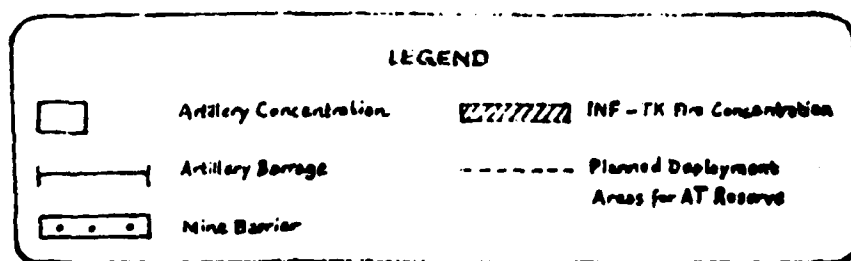 LEGEND
Artillery Concentration
INF-TK Fire Concentration
Artillery Barrage
Planned Deployment
Areas for AT Reserve
Mine Barrier